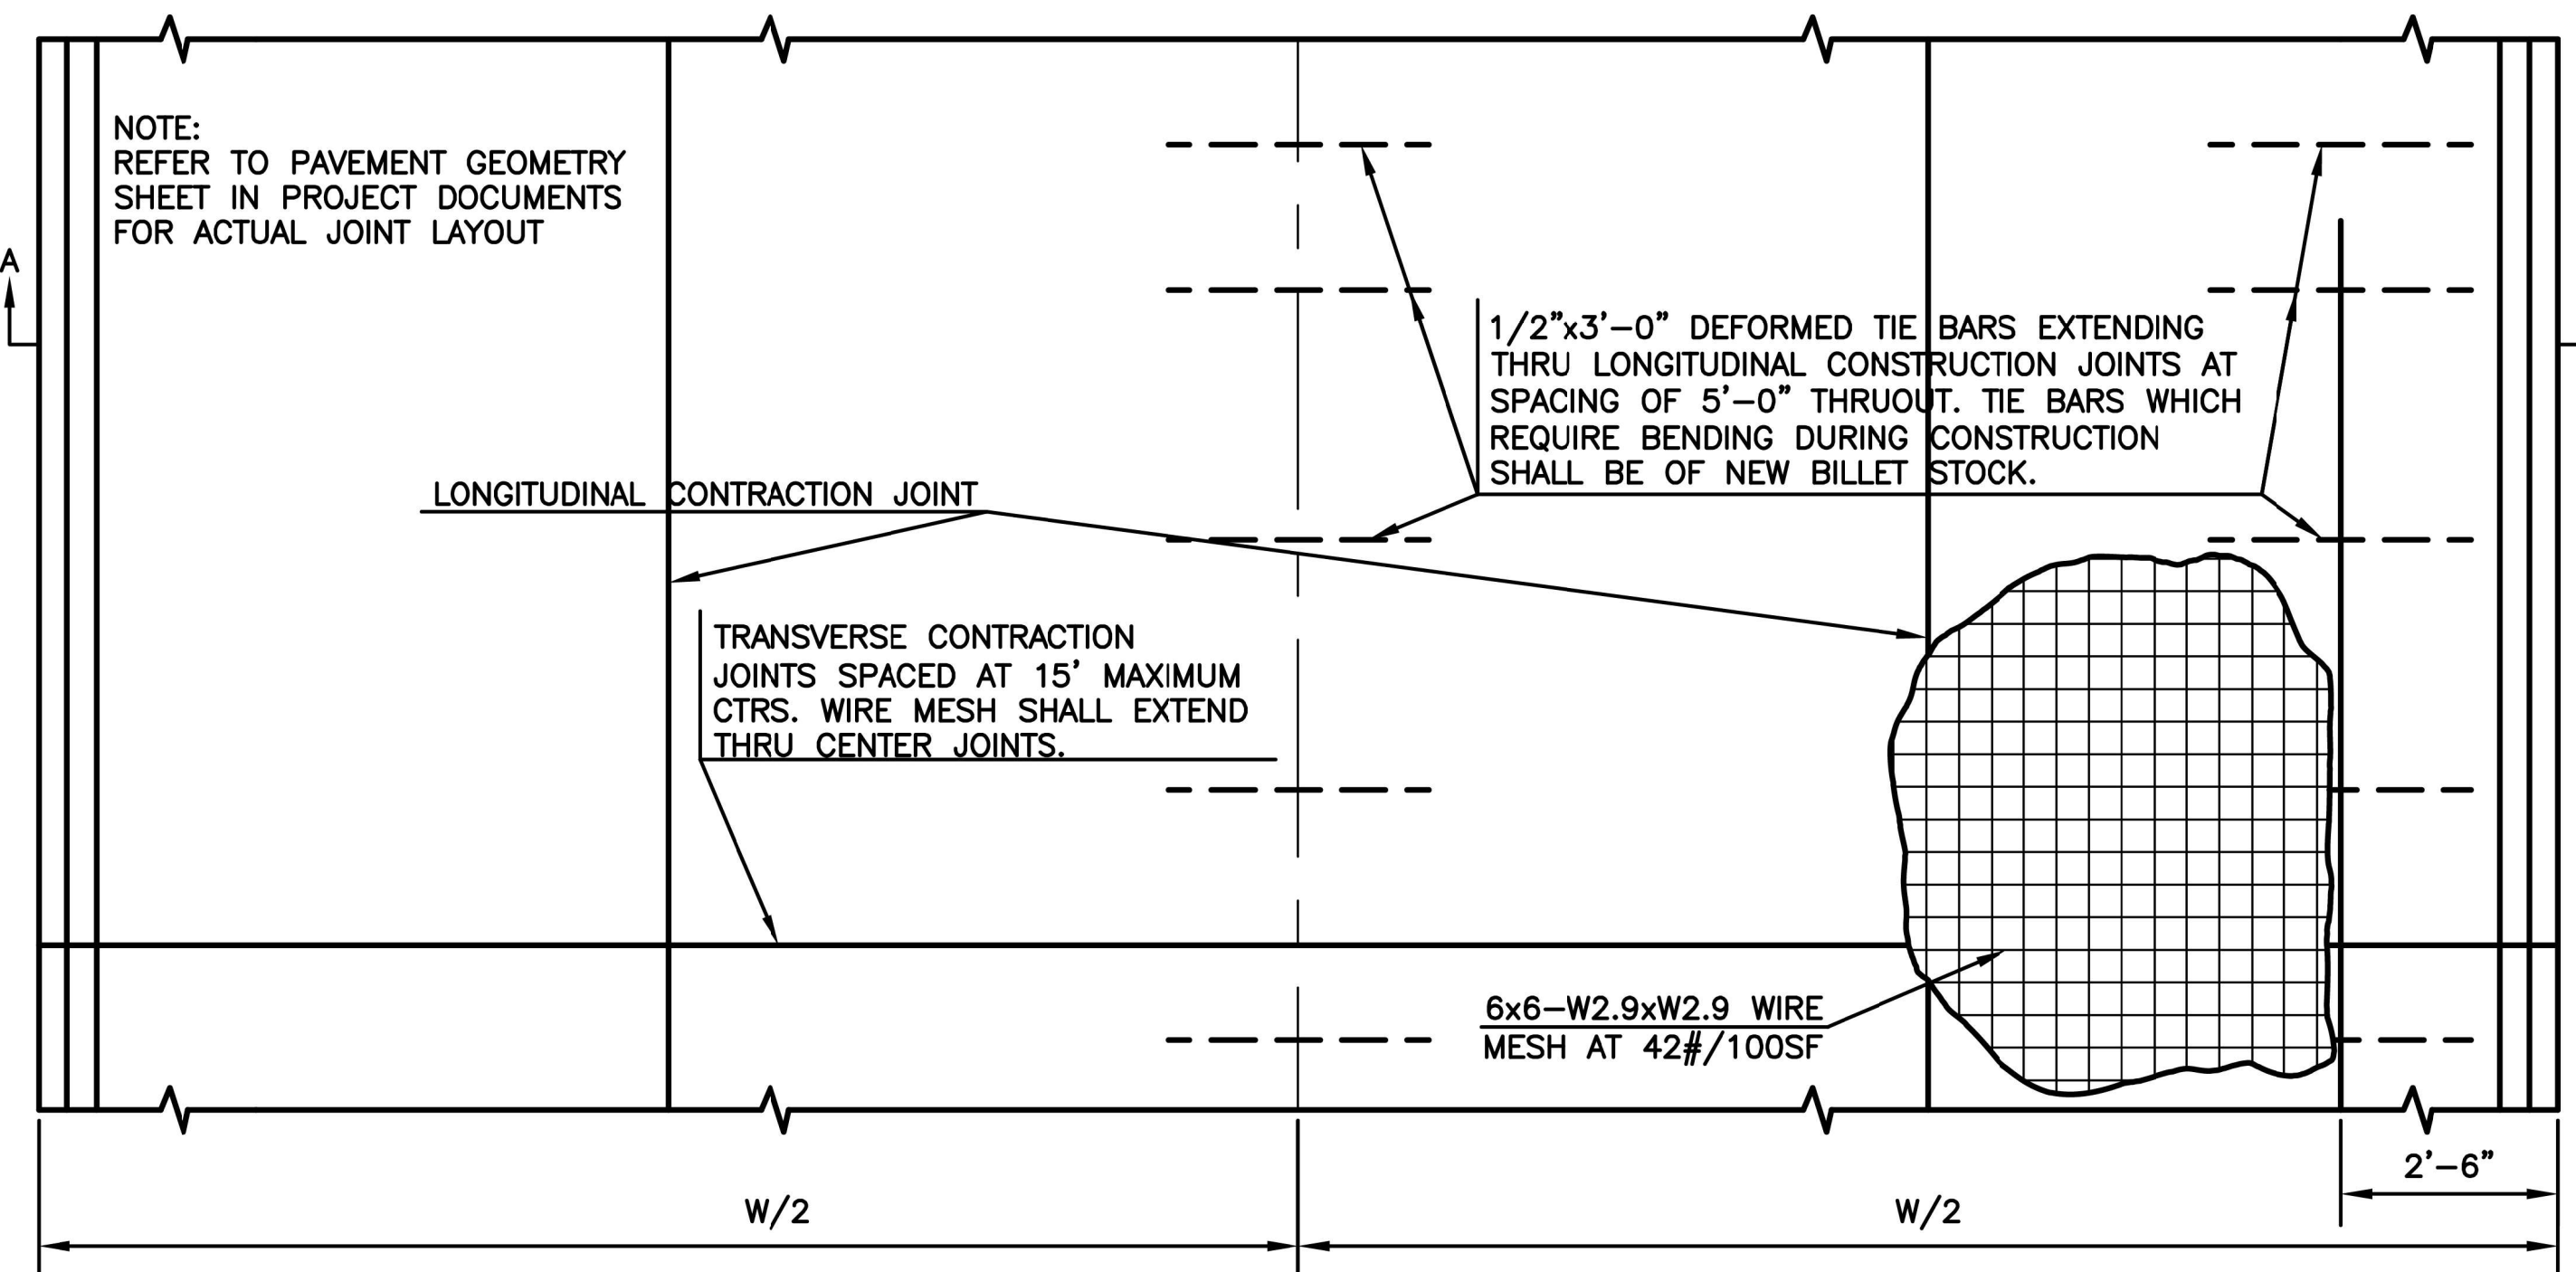 NOTE:
REFER TO PAVEMENT GEOMETRY
SHEET IN PROJECT DOCUMENTS
FOR ACTUAL JOINT LAYOUT
A
1/2"x3'-0" DEFORMED TIE BARS EXTENDING
THRU LONGITUDINAL CONSTRUCTION JOINTS AT
SPACING OF 5'-0" THRUOUT. TIE BARS WHICH
REQUIRE BENDING DURING CONSTRUCTION
SHALL BE OF NEW BILLET STOCK.
LONGITUDINAL CONTRACTION JOINT
TRANSVERSE CONTRACTION
JOINTS SPACED AT 15' MAXIMUM
CTRS. WIRE MESH SHALL EXTEND
THRU CENTER JOINTS.
6x6-W2.9xW2.9 WIRE
MESH AT 42#/100SF
2'-6"
W/2
W/2